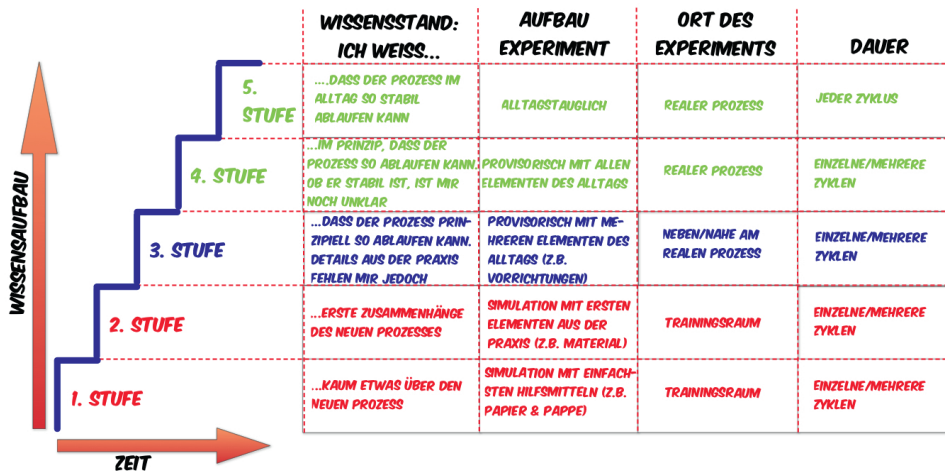 WISSENSSTAND:
ICH WEISS...
AUFBAU
EXPERIMENT
ORT DES
EXPERIMENTS
DAUER
5.
STUFE
....DASS DER PROZESS IM
ALLTAG SO STABIL
ABLAUFEN KANN
ALLTAGSTAUGLICH
REALER PROZESS
JEDER ZYKLUS
4. STUFE
...IM PRINZIP, DASS DER
PROZESS SO ABLAUFEN KANN.
OB ER STABIL IST, IST MIR
NOCH UNKLAR
PROVISORISCH MIT ALLEN
ELEMENTEN DES ALLTAGS
REALER PROZESS
EINZELNE/MEHRERE
ZYKLEN
3. STUFE
...DASS DER PROZESS PRIN-
ZIPIELL SO ABLAUFEN KANN.
DETAILS AUS DER PRAXIS
FEHLEN MIR JEDOCH
PROVISORISCH MIT ME-
HREREN ELEMENTEN DES
ALLTAGS (Z.B.
VORRICHTUNGEN)
NEBEN/NAHE AM
REALEN PROZESS
EINZELNE/MEHRERE
ZYKLEN
2. STUFE
...ERSTE ZUSAMMENHÄNGE
DES NEUEN PROZESSES
SIMULATION MIT ERSTEN
ELEMENTEN AUS DER
PRAXIS (Z.B. MATERIAL)
TRAININGSRAUM
EINZELNE/MEHRERE
ZYKLEN
1. STUFE
...KAUM ETWAS ÜBER DEN
NEUEN PROZESS
SIMULATION MIT EINFACH-
STEN HILFSMITTELN (Z.B.
PAPIER & PAPPE)
TRAININGSRAUM
EINZELNE/MEHRERE
ZYKLEN
WISSENSAUFBAU
ZEIT